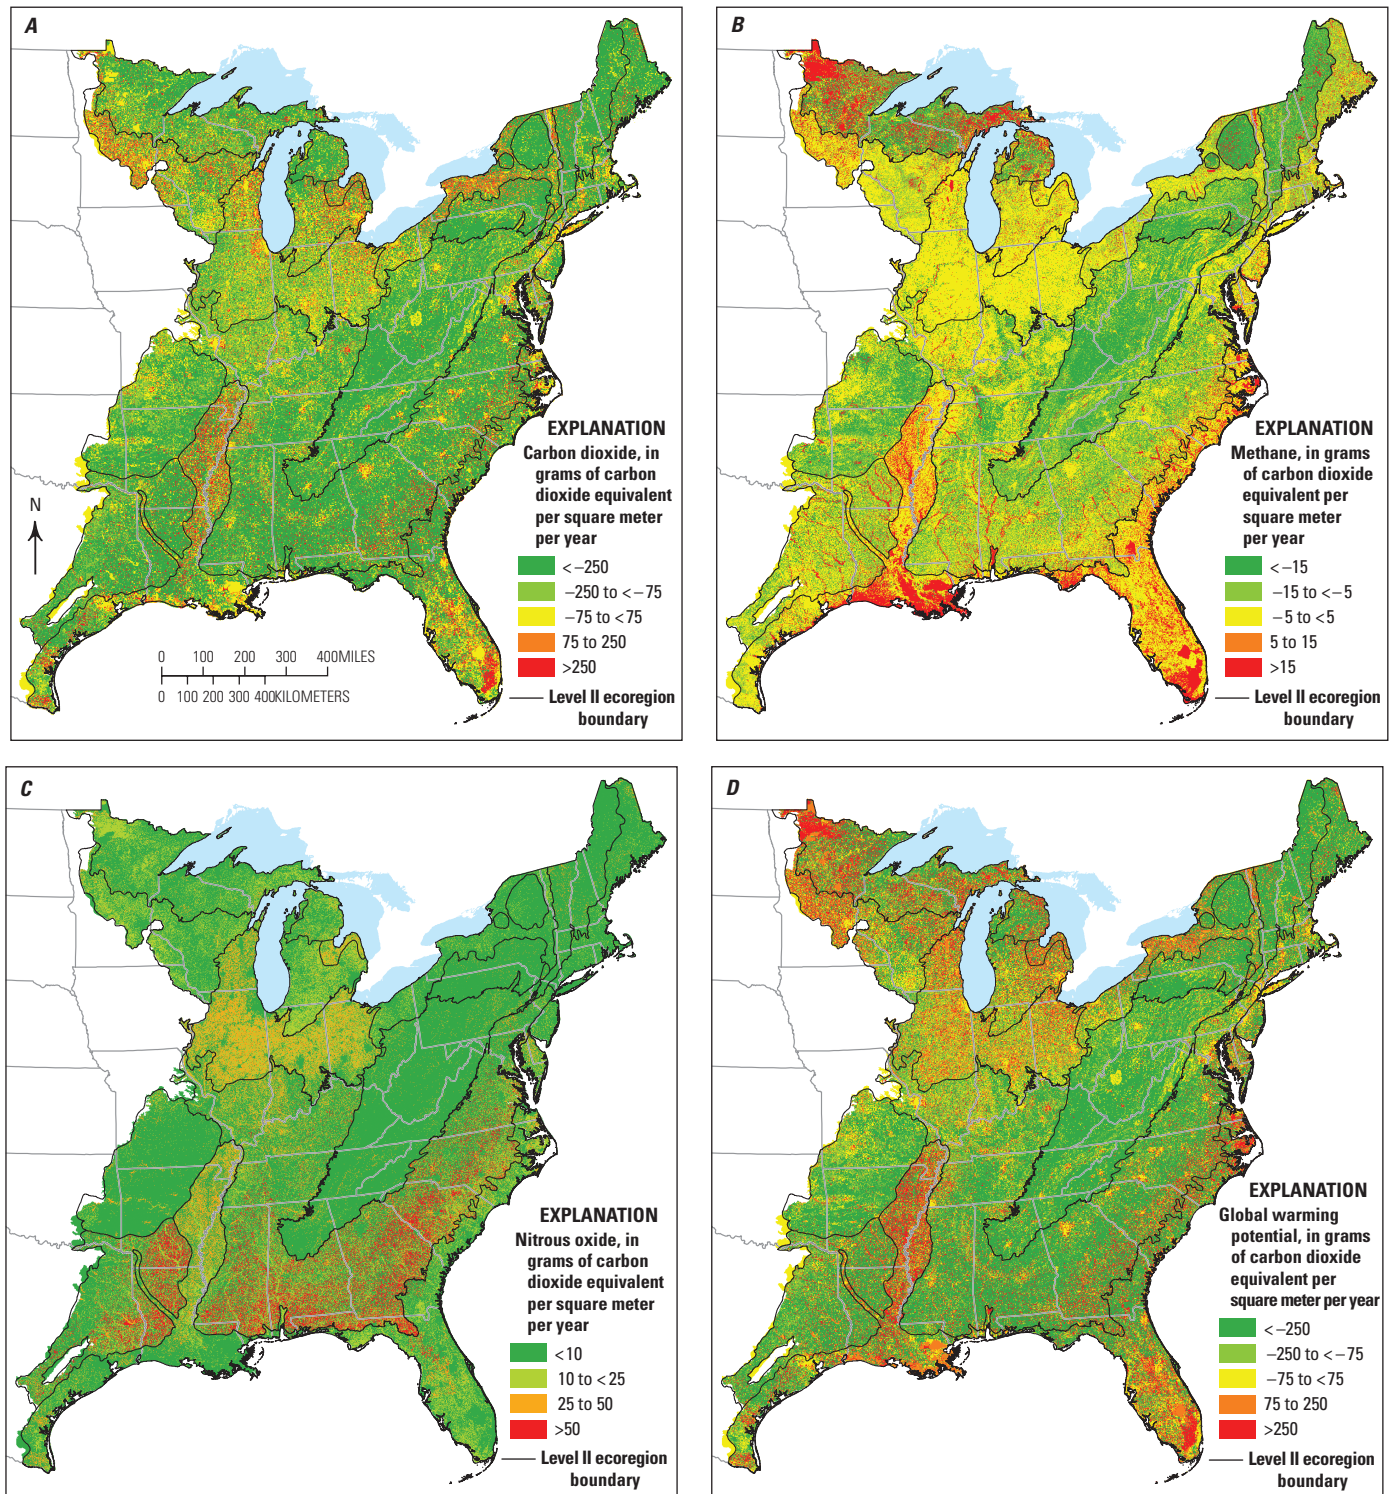 A
N
0 100 200 300 400MILES
0 100 200 300 400KILOMETERS
EXPLANATION
Carbon dioxide, in
grams of carbon
dioxide equivalent
per square meter
per year
<–250
–250 to <–75
–75 to <75
75 to 250
>250
Level II ecoregion
boundary
B
EXPLANATION
Methane, in grams
of carbon dioxide
equivalent per
square meter
per year
<–15
–15 to <–5
–5 to <5
5 to 15
>15
Level II ecoregion
boundary
C
EXPLANATION
Nitrous oxide, in
grams of carbon
dioxide equivalent
per square meter
per year
<10
10 to <25
25 to 50
>50
Level II ecoregion
boundary
D
EXPLANATION
Global warming
potential, in grams
of carbon dioxide
equivalent per
square meter per year
<–250
–250 to <–75
–75 to <75
75 to 250
>250
Level II ecoregion
boundary